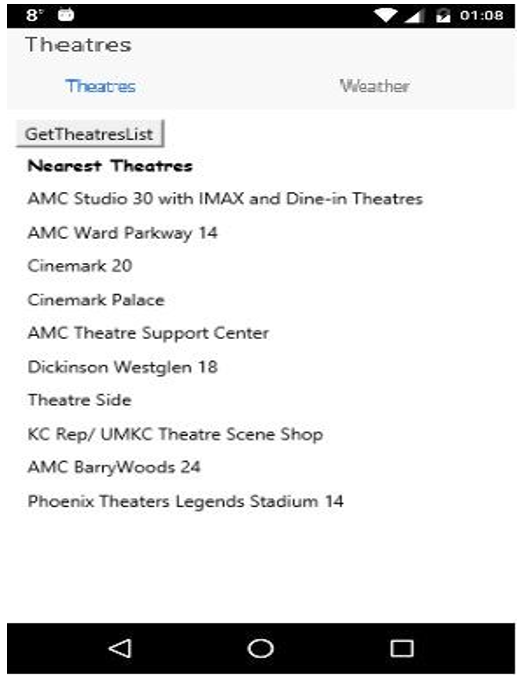 8° 01:08
Theatres
Theatres Weather
GetTheatresList
Nearest Theatres
AMC Studio 30 with IMAX and Dine-in Theatres
AMC Ward Parkway 14
Cinemark 20
Cinemark Palace
AMC Theatre Support Center
Dickinson Westglen 18
Theatre Side
KC Rep/ UMKC Theatre Scene Shop
AMC BarryWoods 24
Phoenix Theaters Legends Stadium 14